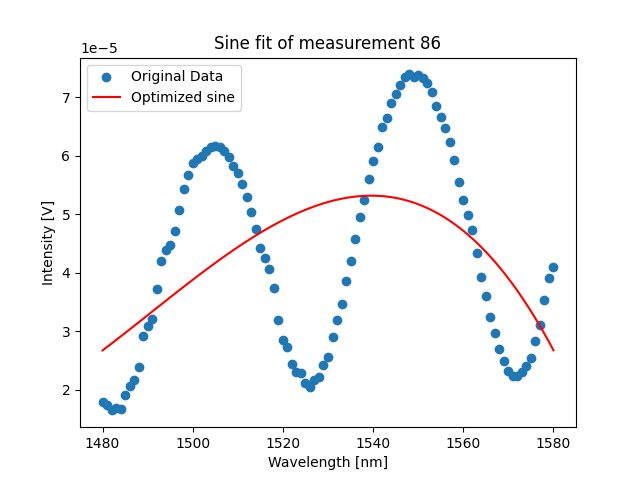 Sine fit of measurement 86
1e−5
Original Data
Optimized sine
7
6
5
4
3
2
Intensity [V]
1480 1500 1520 1540 1560 1580
Wavelength [nm]